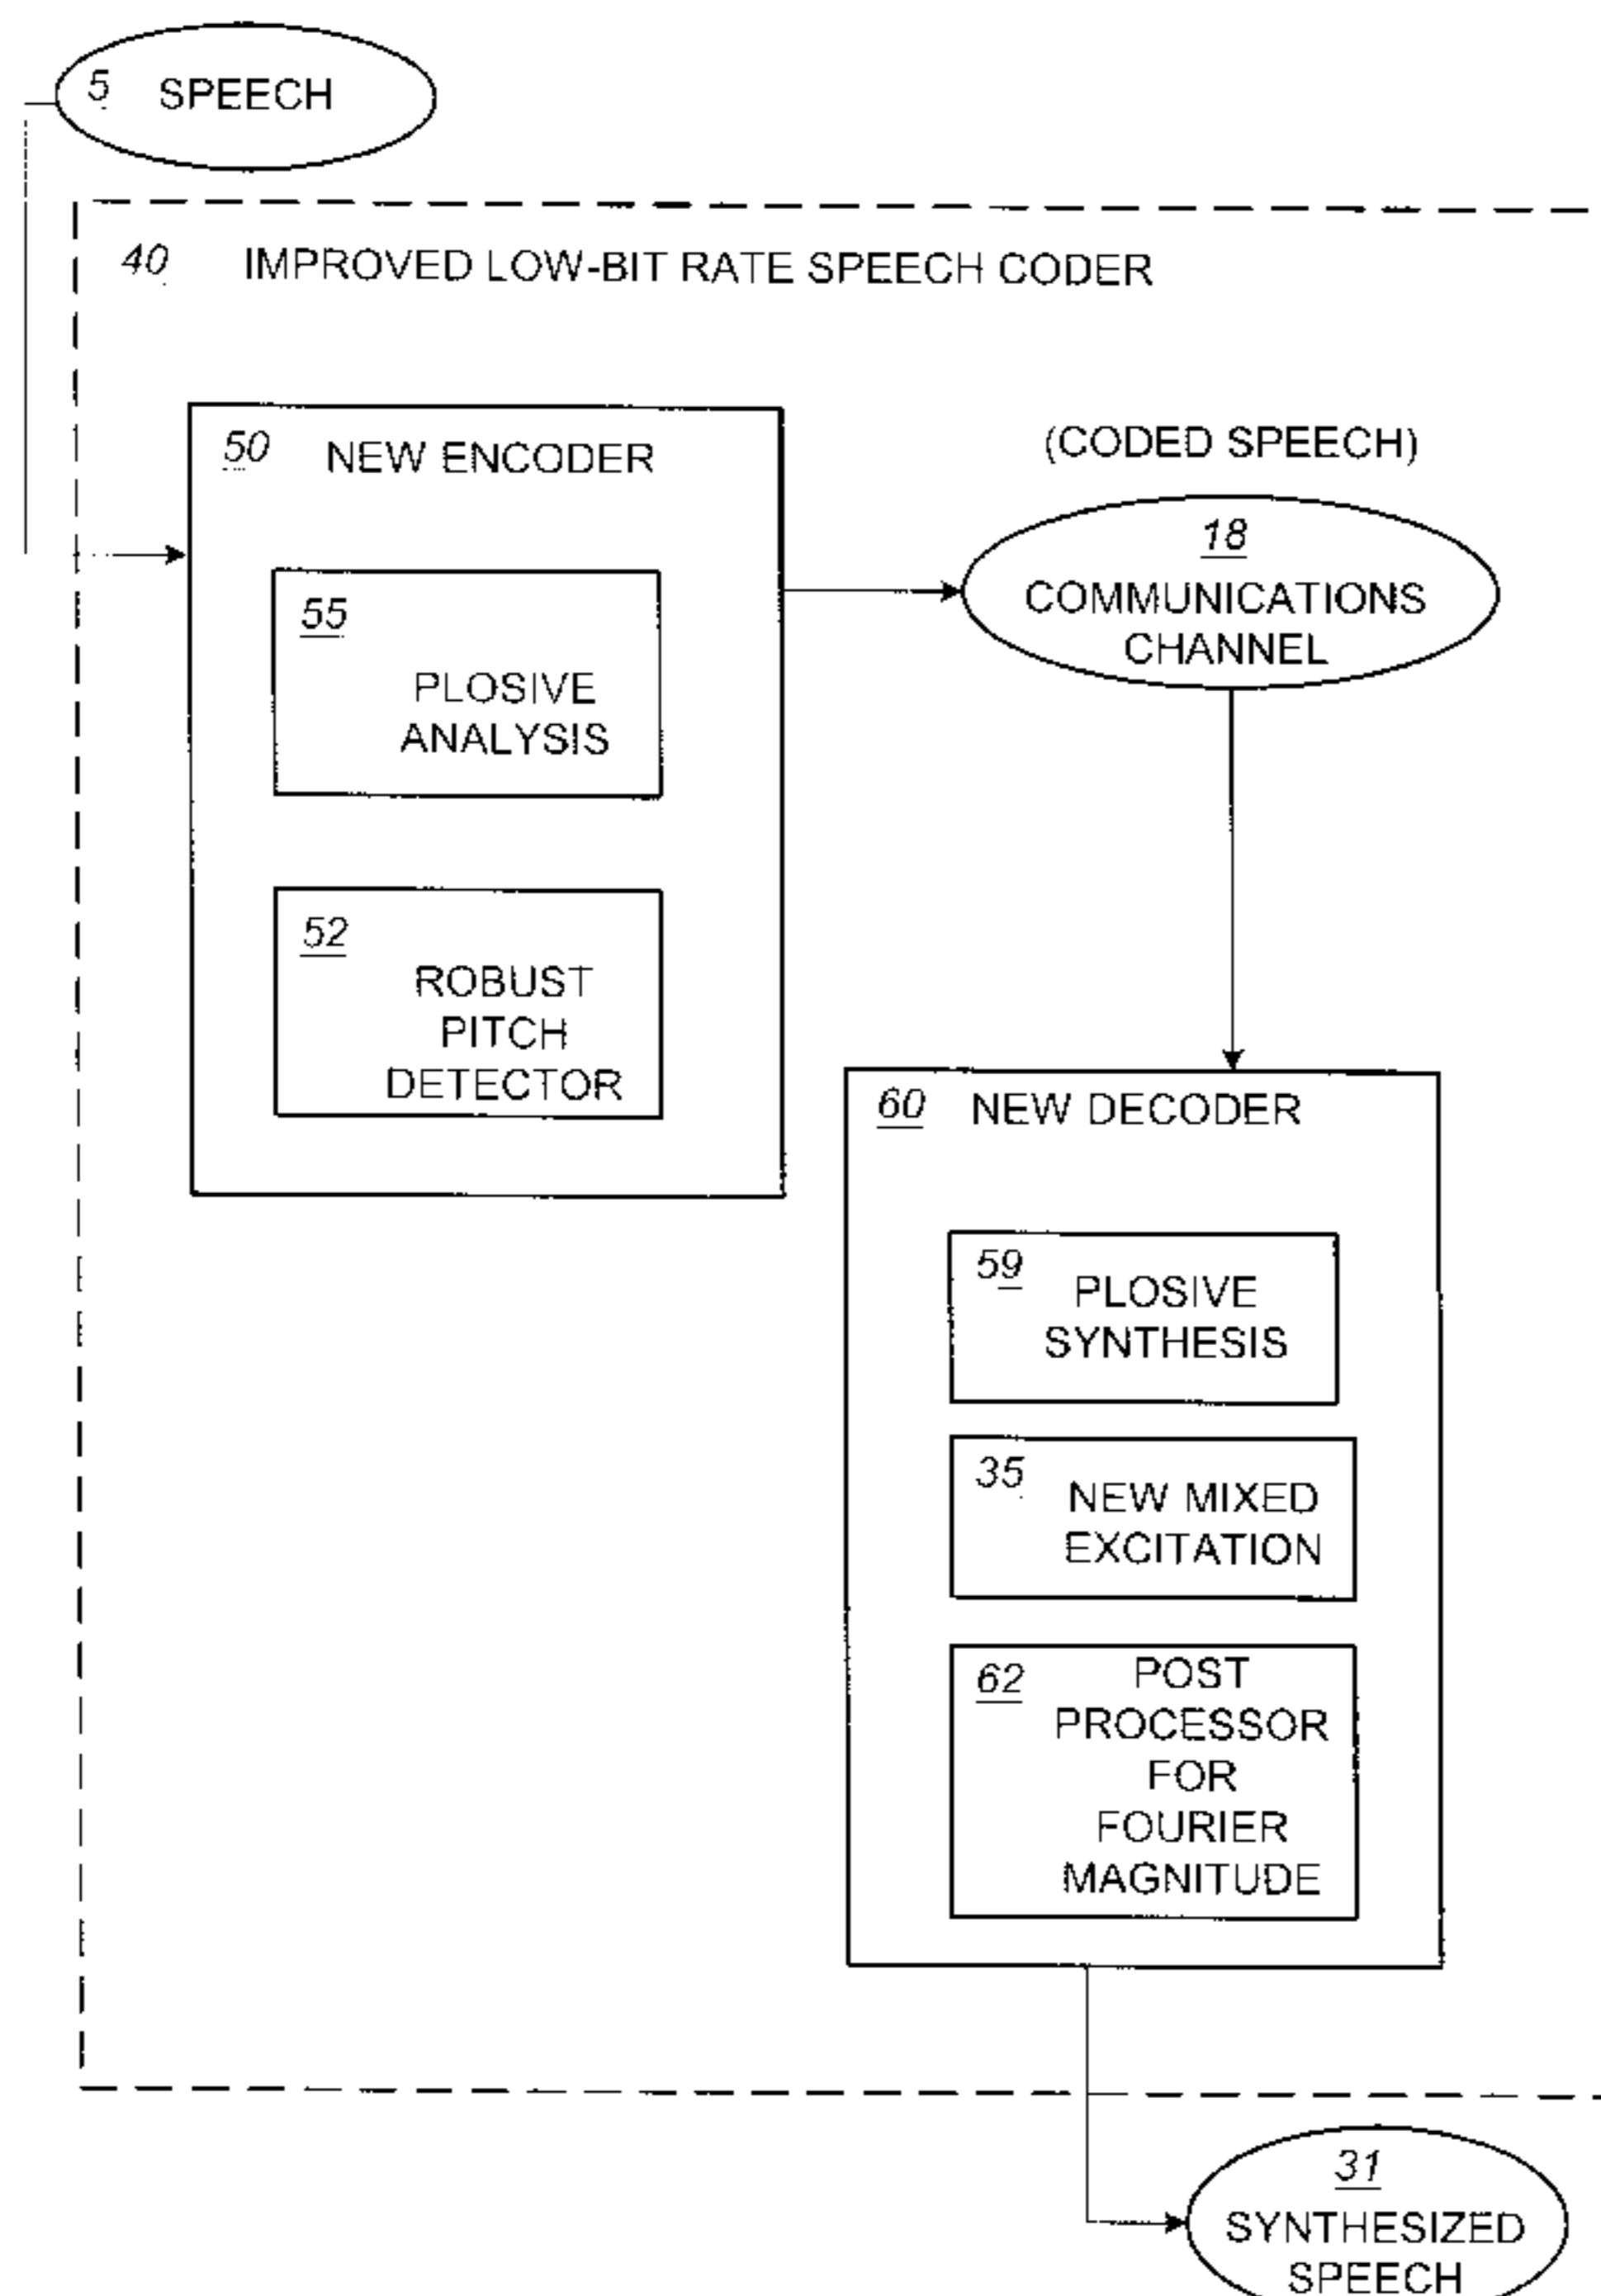 5 SPEECH
40 IMPROVED LOW-BIT RATE SPEECH CODER
50 NEW ENCODER
55
PLOSIVE
ANALYSIS
52
ROBUST
PITCH
DETECTOR
(CODED SPEECH)
18
COMMUNICATIONS
CHANNEL
60 NEW DECODER
59
PLOSIVE
SYNTHESIS
35
NEW MIXED
EXCITATION
62
POST
PROCESSOR
FOR
FOURIER
MAGNITUDE
31
SYNTHESIZED
SPEECH